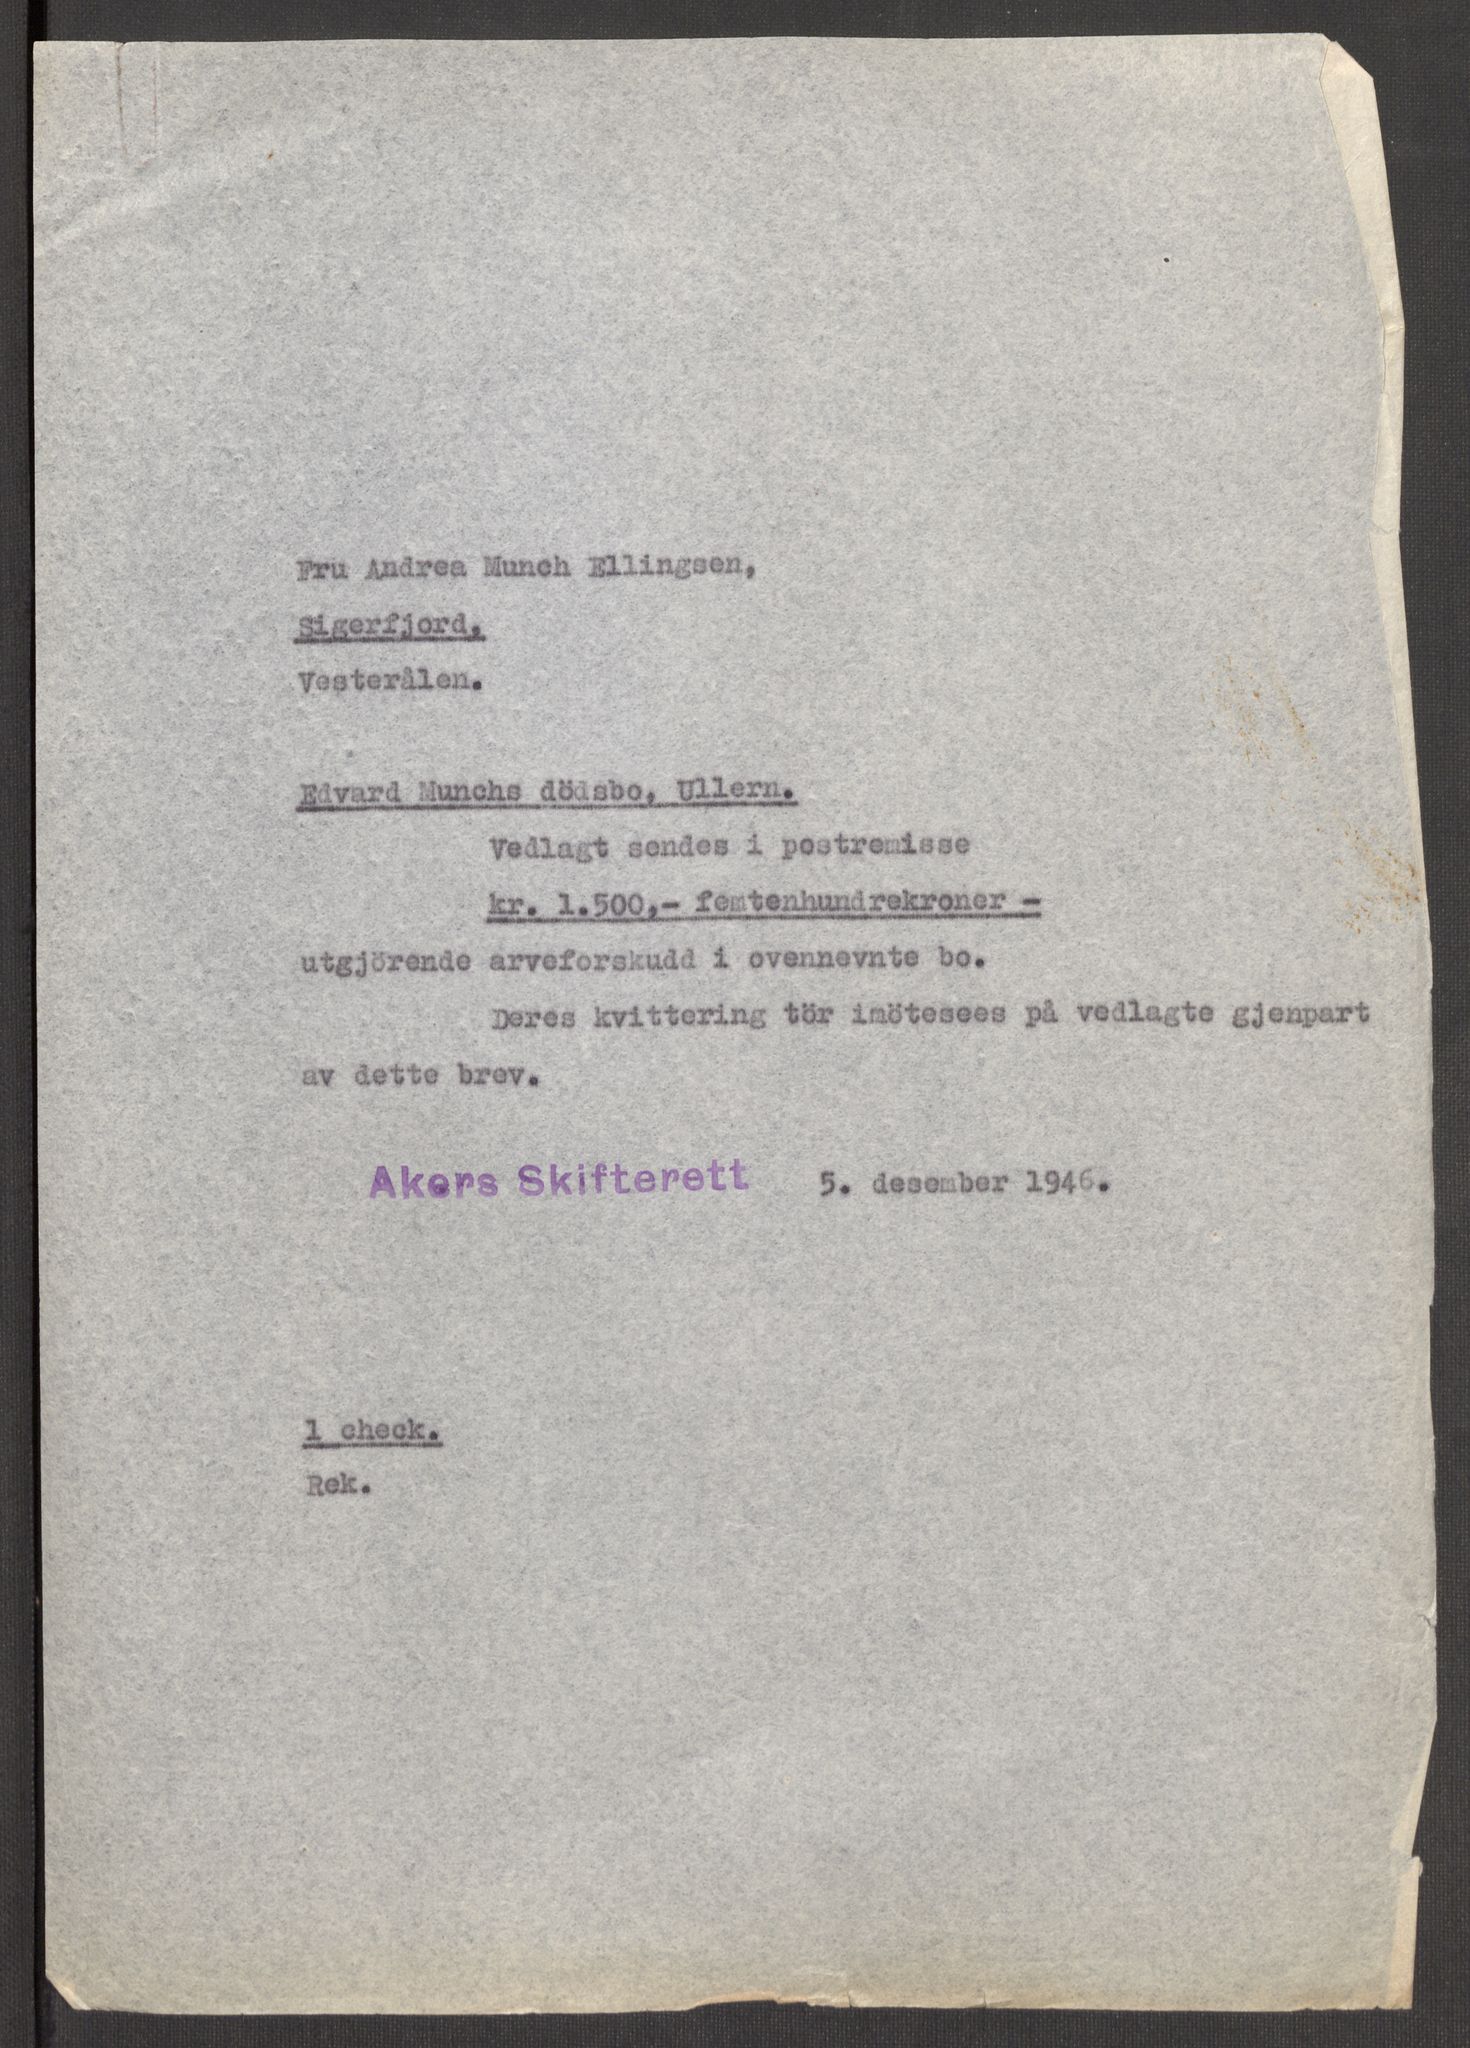 Fru Andrea Munch Ellingsen,
Sigerfjord,
Vesterålen.
Edvard Munchs dödsbo, Ullern.
Vedlagt sendes i postremisse
kr. 1.500,- femtenhundrekroner -
utgjörende arveforskudd i ovennevnte bo.
Deres kvittering tör imötesees på vedlagte gjenpart
av dette brev.
Akers Skifterett 5. desember 1946.
1 check.
Rek.